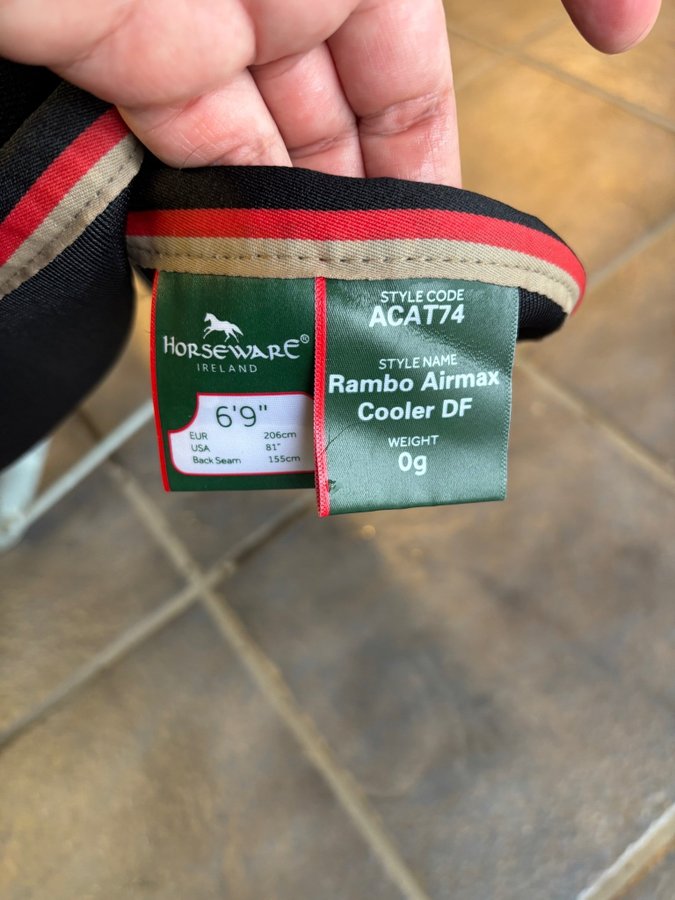 HORSEWARE®
IRELAND
6'9"
EUR 206cm
USA 81"
Back Seam 155cm
STYLE CODE
ACAT74
STYLE NAME
Rambo Airmax
Cooler DF
WEIGHT
0g